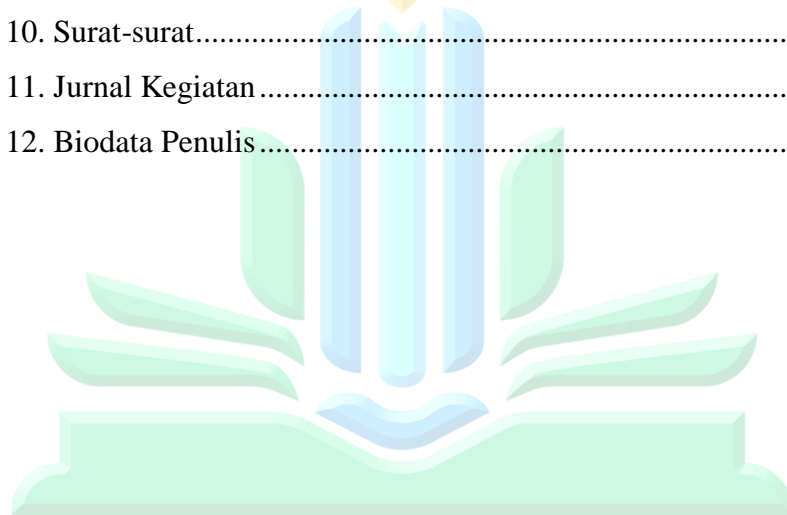 10. Surat-surat........................................................................
11. Jurnal Kegiatan................................................................
12. Biodata Penulis................................................................